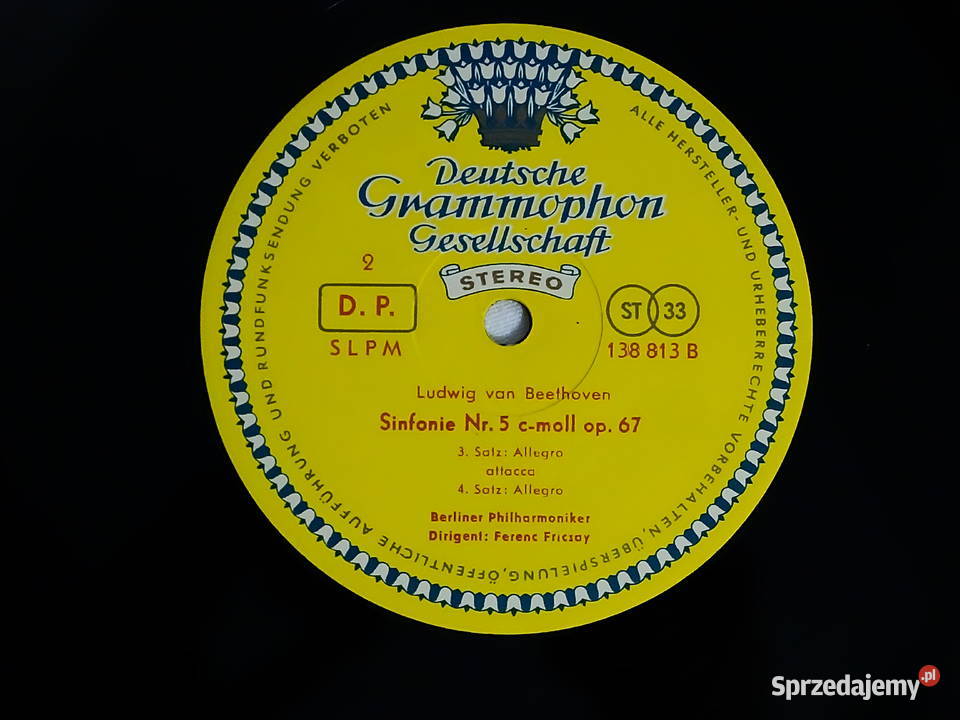 ALLE HERSTELLER- UND URHEBERRECHTE VORBEHALTEN, ÜBERSPIELUNG, ÖFFENTLICHE AUFFÜHRUNG UND RUNDFUNKSENDUNG VERBOTEN
Deutsche
Grammophon
Gesellschaft
STEREO
2
D. P.
SLPM
ST 33
138 813 B
Ludwig van Beethoven
Sinfonie Nr. 5 c-moll op. 67
3. Satz: Allegro
attacca
4. Satz: Allegro
Berliner Philharmoniker
Dirigent: Ferenc Fricsay
Sprzedajemy.pl